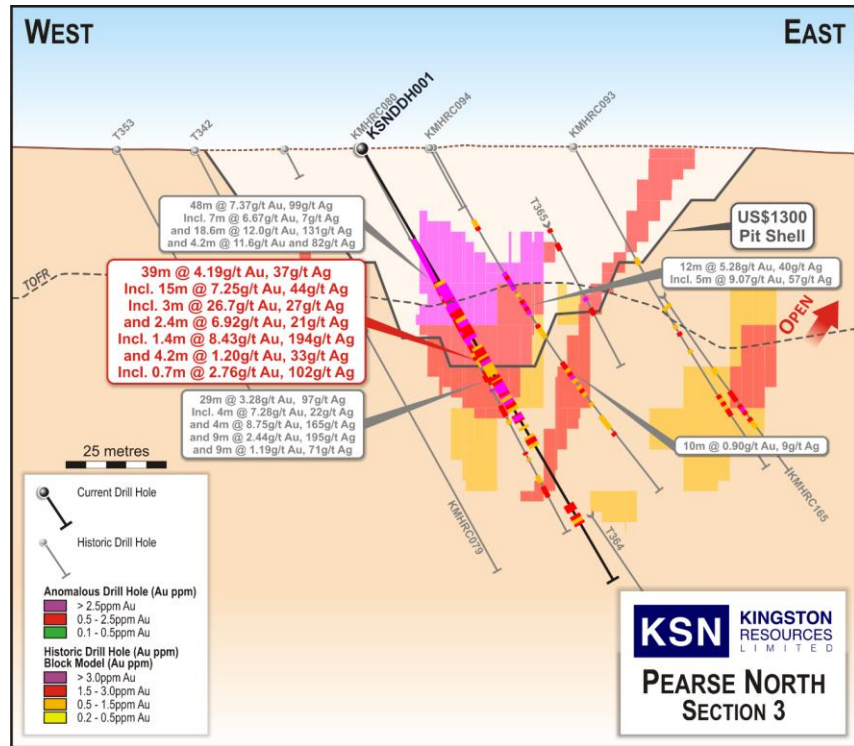 WEST
EAST
T353
T342
KMHRC080
KSNDDH001
KMHRC094
KMHRC093
T365
48m @ 7.37g/t Au, 99g/t Ag
Incl. 7m @ 6.67g/t Au, 7g/t Ag
and 18.6m @ 12.0g/t Au, 131g/t Ag
and 4.2m @ 11.6g/t Au and 82g/t Ag
US$1300
Pit Shell
39m @ 4.19g/t Au, 37g/t Ag
Incl. 15m @ 7.25g/t Au, 44g/t Ag
Incl. 3m @ 26.7g/t Au, 27g/t Ag
and 2.4m @ 6.92g/t Au, 21g/t Ag
Incl. 1.4m @ 8.43g/t Au, 194g/t Ag
and 4.2m @ 1.20g/t Au, 33g/t Ag
Incl. 0.7m @ 2.76g/t Au, 102g/t Ag
12m @ 5.28g/t Au, 40g/t Ag
Incl. 5m @ 9.07g/t Au, 57g/t Ag
TOFR
OPEN
29m @ 3.28g/t Au, 97g/t Ag
Incl. 4m @ 7.28g/t Au, 22g/t Ag
and 4m @ 8.75g/t Au, 165g/t Ag
and 9m @ 2.44g/t Au, 195g/t Ag
and 9m @ 1.19g/t Au, 71g/t Ag
10m @ 0.90g/t Au, 9g/t Ag
25 metres
KMHRC079
T364
KMHRC165
Current Drill Hole
Historic Drill Hole
Anomalous Drill Hole (Au ppm)
> 2.5ppm Au
0.5 - 2.5ppm Au
0.1 - 0.5ppm Au
Historic Drill Hole (Au ppm)
Block Model (Au ppm)
> 3.0ppm Au
1.5 - 3.0ppm Au
0.5 - 1.5ppm Au
0.2 - 0.5ppm Au
KSN
KINGSTON
RESOURCES
LIMITED
PEARSE NORTH
SECTION 3